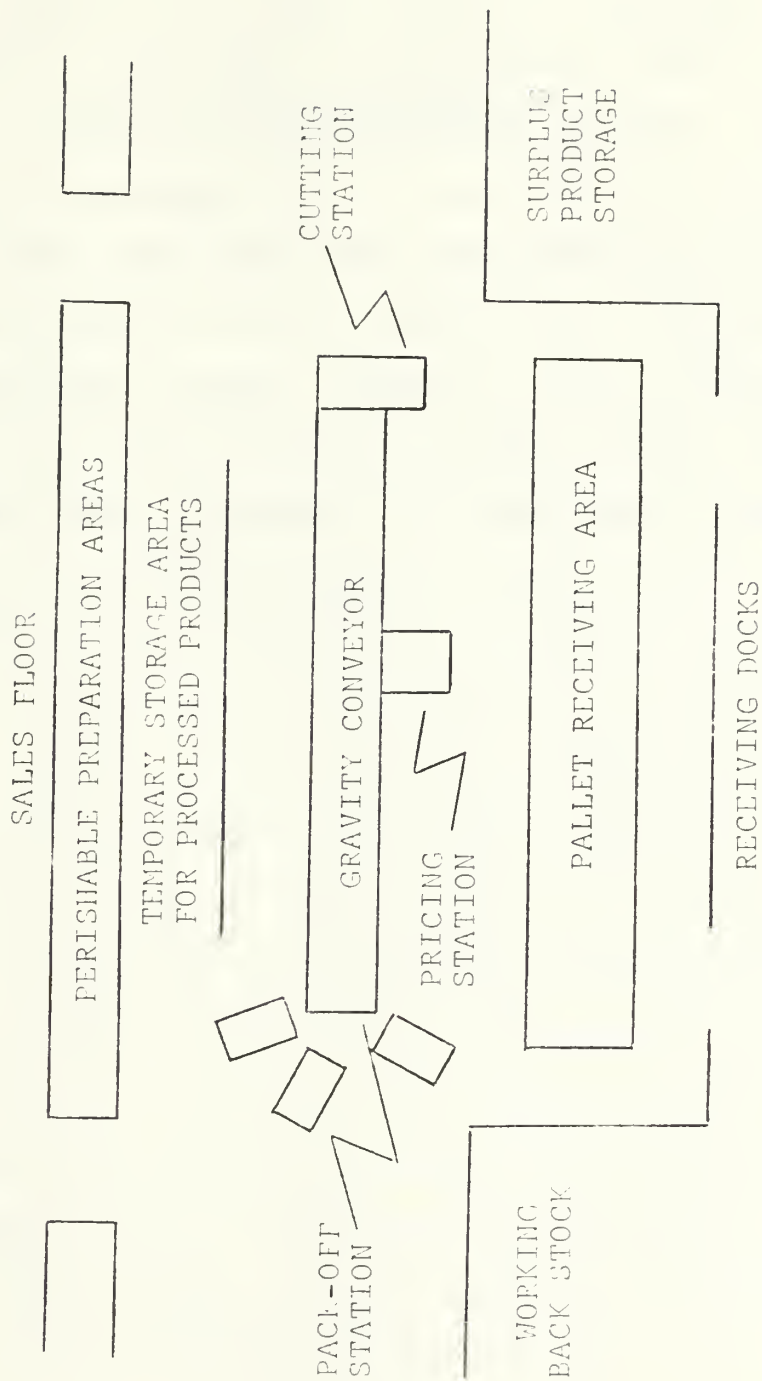 SALES FLOOR
PERISHABLE PREPARATION AREAS
TEMPORARY STORAGE AREA
FOR PROCESSED PRODUCTS
CUTTING
STATION
GRAVITY CONVEYOR
PACK-OFF
STATION
PRICING
STATION
SURPLUS
PRODUCT
STORAGE
PALLET RECEIVING AREA
WORKING
BACK STOCK
RECEIVING DOCKS